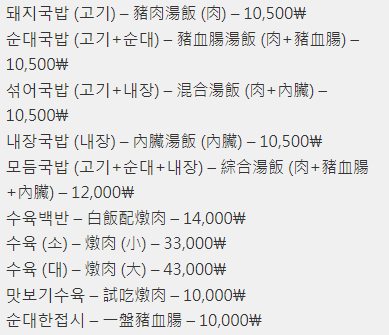 돼지국밥 (고기) – 豬肉湯飯 (肉) – 10,500₩
순대국밥 (고기+순대) – 豬血腸湯飯 (肉+豬血腸) –
10,500₩
섞어국밥 (고기+내장) – 混合湯飯 (肉+內臟) –
10,500₩
내장국밥 (내장) – 內臟湯飯 (內臟) – 10,500₩
모듬국밥 (고기+순대+내장) – 綜合湯飯 (肉+豬血腸
+內臟) – 12,000₩
수육백반 – 白飯配燉肉 – 14,000₩
수육 (소) – 燉肉 (小) – 33,000₩
수육 (대) – 燉肉 (大) – 43,000₩
맛보기수육 – 試吃燉肉 – 10,000₩
순대한접시 – 一盤豬血腸 – 10,000₩